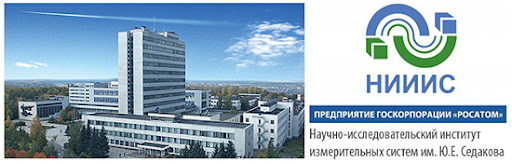 НИИИС
ПРЕДПРИЯТИЕ ГОСКОРПОРАЦИИ «РОСАТОМ»
Научно-исследовательский институт
измерительных систем им. Ю.Е. Седакова